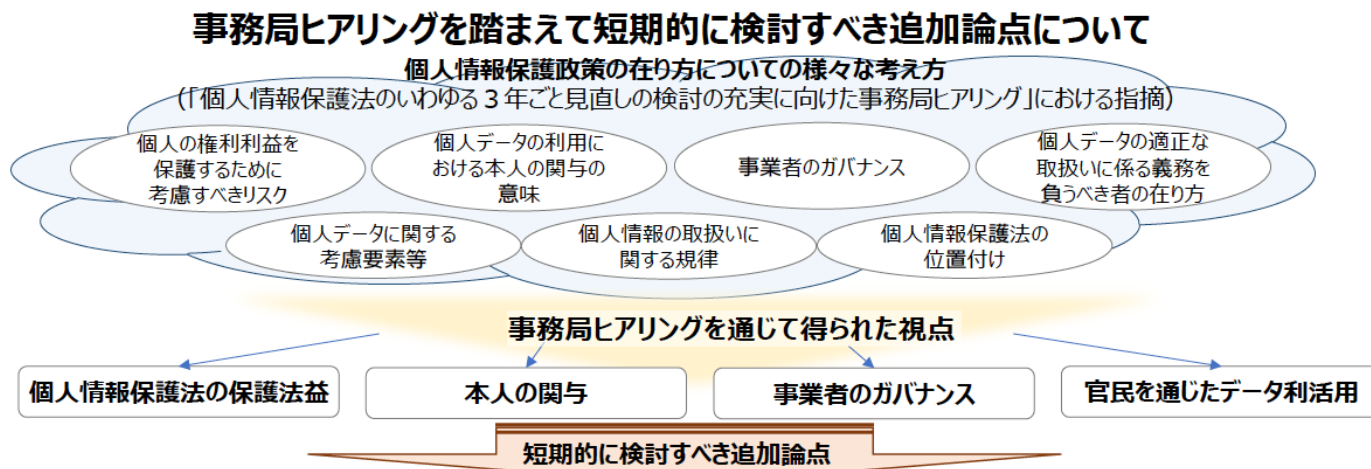 事務局ヒアリングを踏まえて短期的に検討すべき追加論点について
個人情報保護政策の在り方についての様々な考え方
(「個人情報保護法のいわゆる３年ごと見直しの検討の充実に向けた事務局ヒアリング」における指摘)
個人の権利利益を
保護するために
考慮すべきリスク
個人データの利用に
おける本人の関与の
意味
事業者のガバナンス
個人データの適正な
取扱いに係る義務を
負うべき者の在り方
個人データに関する
考慮要素等
個人情報の取扱いに
関する規律
個人情報保護法の
位置付け
事務局ヒアリングを通じて得られた視点
個人情報保護法の保護法益
本人の関与
事業者のガバナンス
官民を通じたデータ利活用
短期的に検討すべき追加論点